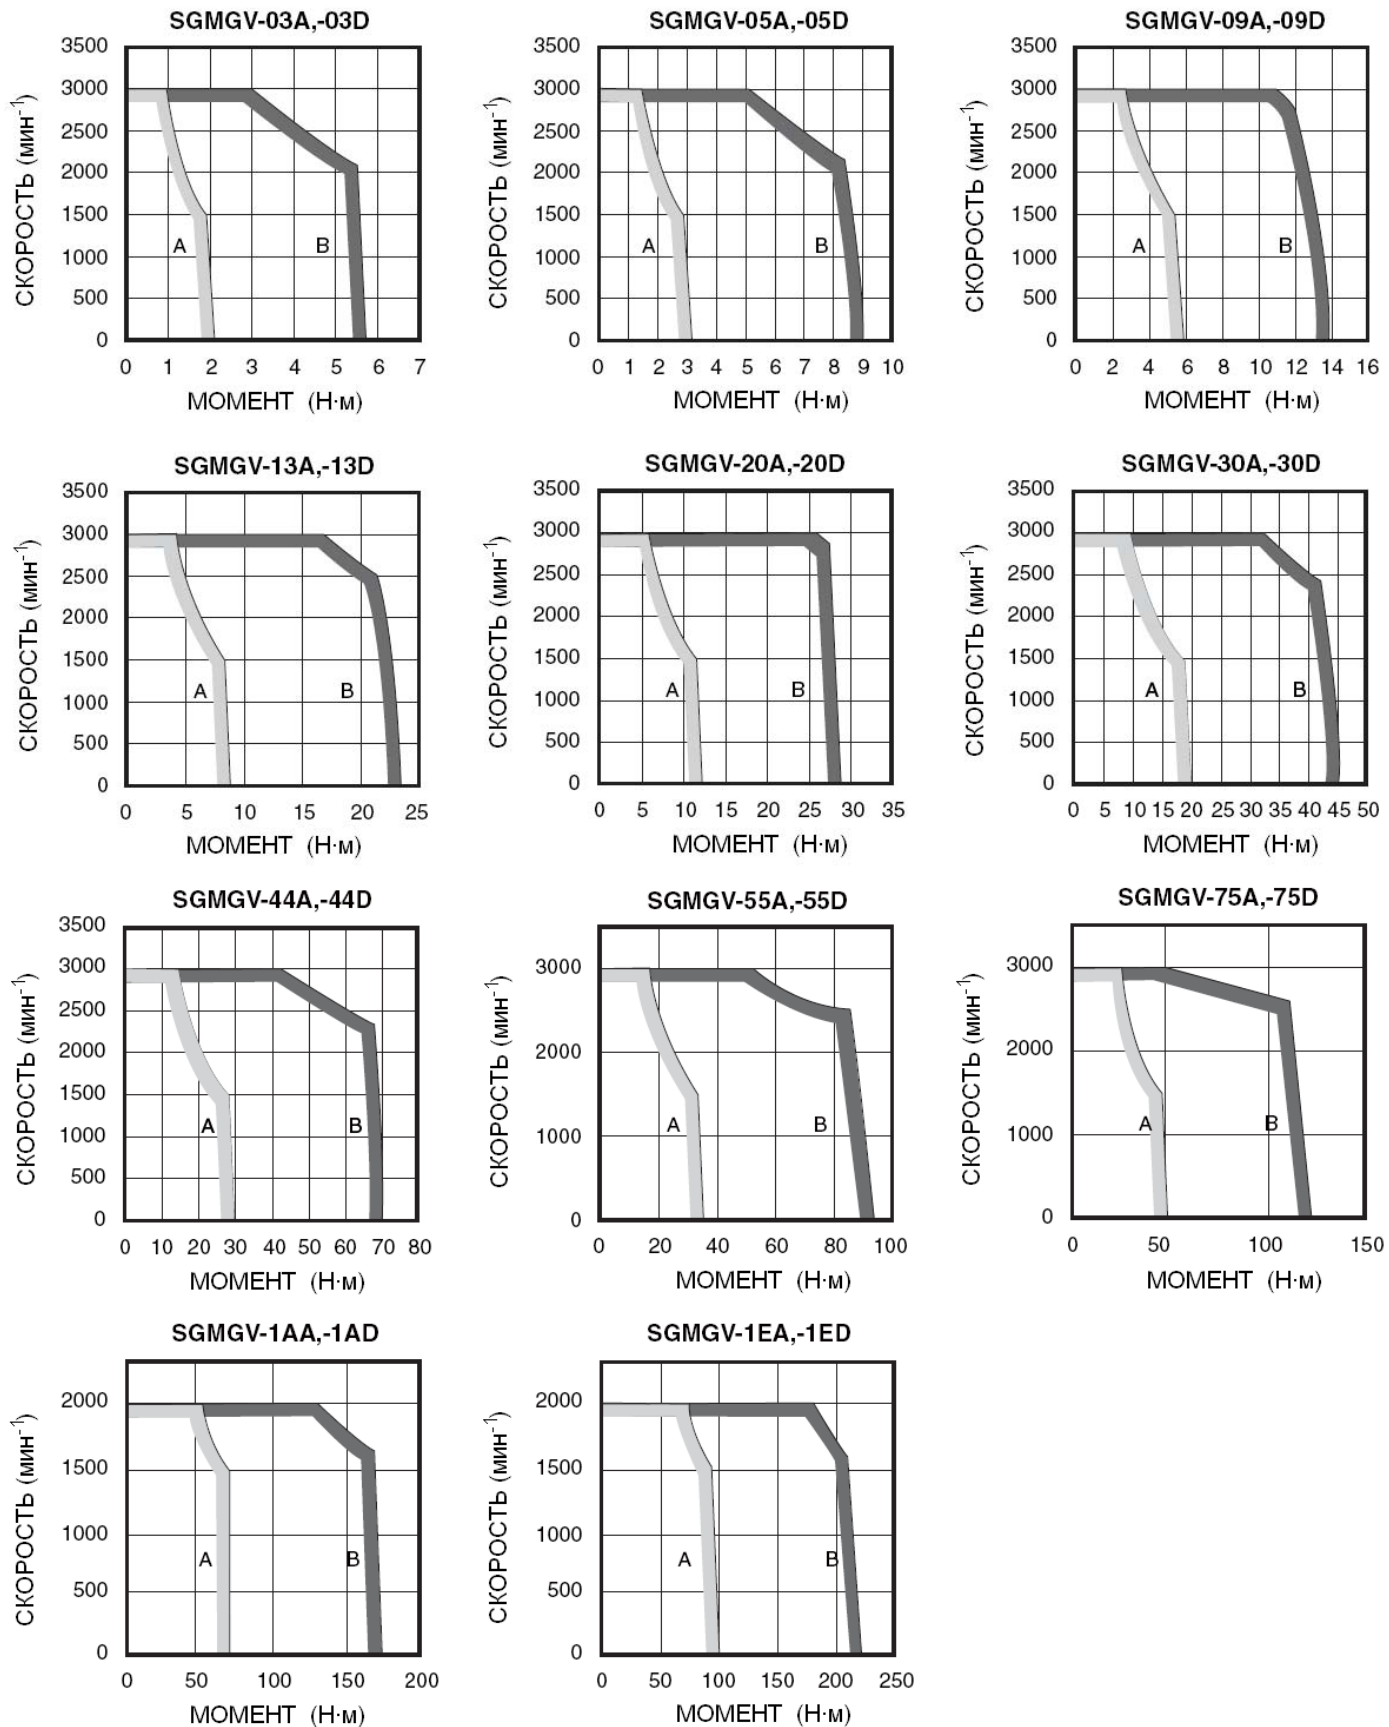 SGMGV-03A,-03D
СКОРОСТЬ (мин⁻¹)
3500
3000
2500
2000
1500
1000
500
0
A
B
0 1 2 3 4 5 6 7
МОМЕНТ (Н·м)
SGMGV-05A,-05D
СКОРОСТЬ (мин⁻¹)
3500
3000
2500
2000
1500
1000
500
0
A
B
0 1 2 3 4 5 6 7 8 9 10
МОМЕНТ (Н·м)
SGMGV-09A,-09D
СКОРОСТЬ (мин⁻¹)
3500
3000
2500
2000
1500
1000
500
0
A
B
0 2 4 6 8 10 12 14 16
МОМЕНТ (Н·м)
SGMGV-13A,-13D
СКОРОСТЬ (мин⁻¹)
3500
3000
2500
2000
1500
1000
500
0
A
B
0 5 10 15 20 25
МОМЕНТ (Н·м)
SGMGV-20A,-20D
СКОРОСТЬ (мин⁻¹)
3500
3000
2500
2000
1500
1000
500
0
A
B
0 5 10 15 20 25 30 35
МОМЕНТ (Н·м)
SGMGV-30A,-30D
СКОРОСТЬ (мин⁻¹)
3500
3000
2500
2000
1500
1000
500
0
A
B
0 5 10 15 20 25 30 35 40 45 50
МОМЕНТ (Н·м)
SGMGV-44A,-44D
СКОРОСТЬ (мин⁻¹)
3500
3000
2500
2000
1500
1000
500
0
A
B
0 10 20 30 40 50 60 70 80
МОМЕНТ (Н·м)
SGMGV-55A,-55D
СКОРОСТЬ (мин⁻¹)
3000
2000
1000
0
A
B
0 20 40 60 80 100
МОМЕНТ (Н·м)
SGMGV-75A,-75D
СКОРОСТЬ (мин⁻¹)
3000
2000
1000
0
A
B
0 50 100 150
МОМЕНТ (Н·м)
SGMGV-1AA,-1AD
СКОРОСТЬ (мин⁻¹)
2000
1500
1000
500
0
A
B
0 50 100 150 200
МОМЕНТ (Н·м)
SGMGV-1EA,-1ED
СКОРОСТЬ (мин⁻¹)
2000
1500
1000
500
0
A
B
0 50 100 150 200 250
МОМЕНТ (Н·м)